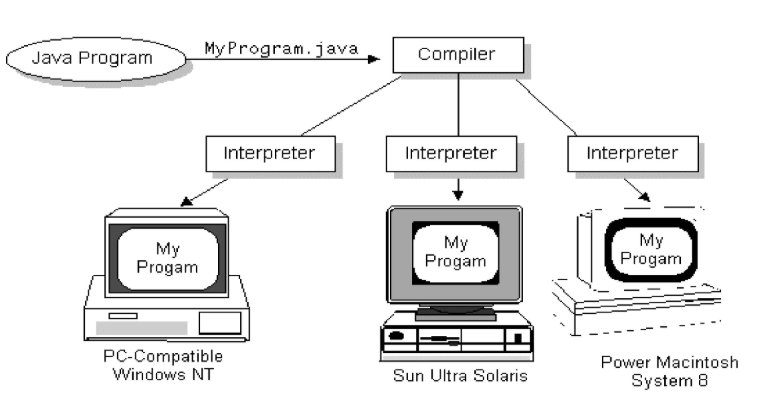 Java Program
MyProgram.java
Compiler
Interpreter
Interpreter
Interpreter
My
Progam
My
Progam
My
Progam
PC-Compatible
Windows NT
Sun Ultra Solaris
Power Macintosh
System 8